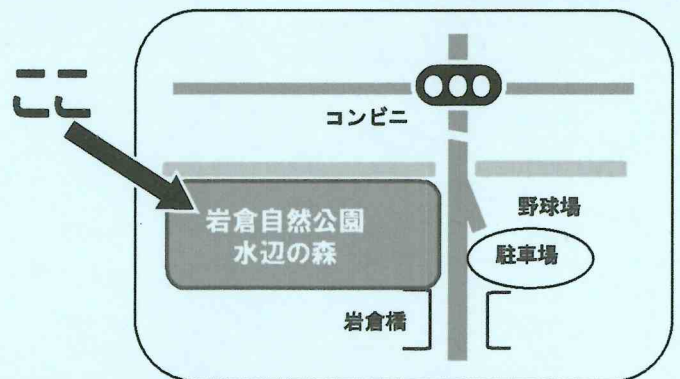 ここ
コンビニ
岩倉自然公園
水辺の森
野球場
駐車場
岩倉橋